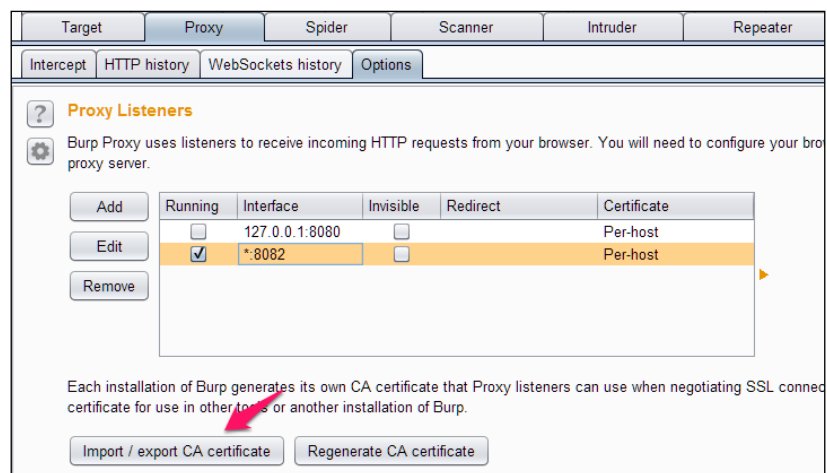 Target Proxy Spider Scanner Intruder Repeater
Intercept HTTP history WebSockets history Options
? Proxy Listeners
Burp Proxy uses listeners to receive incoming HTTP requests from your browser. You will need to configure your
proxy server.
Add Running Interface Invisible Redirect Certificate
127.0.0.1:8080 Per-host
Edit *:8082 Per-host
Remove
Each installation of Burp generates its own CA certificate that Proxy listeners can use when negotiating SSL
certificate for use in other or another installation of Burp.
Import / export CA certificate Regenerate CA certificate